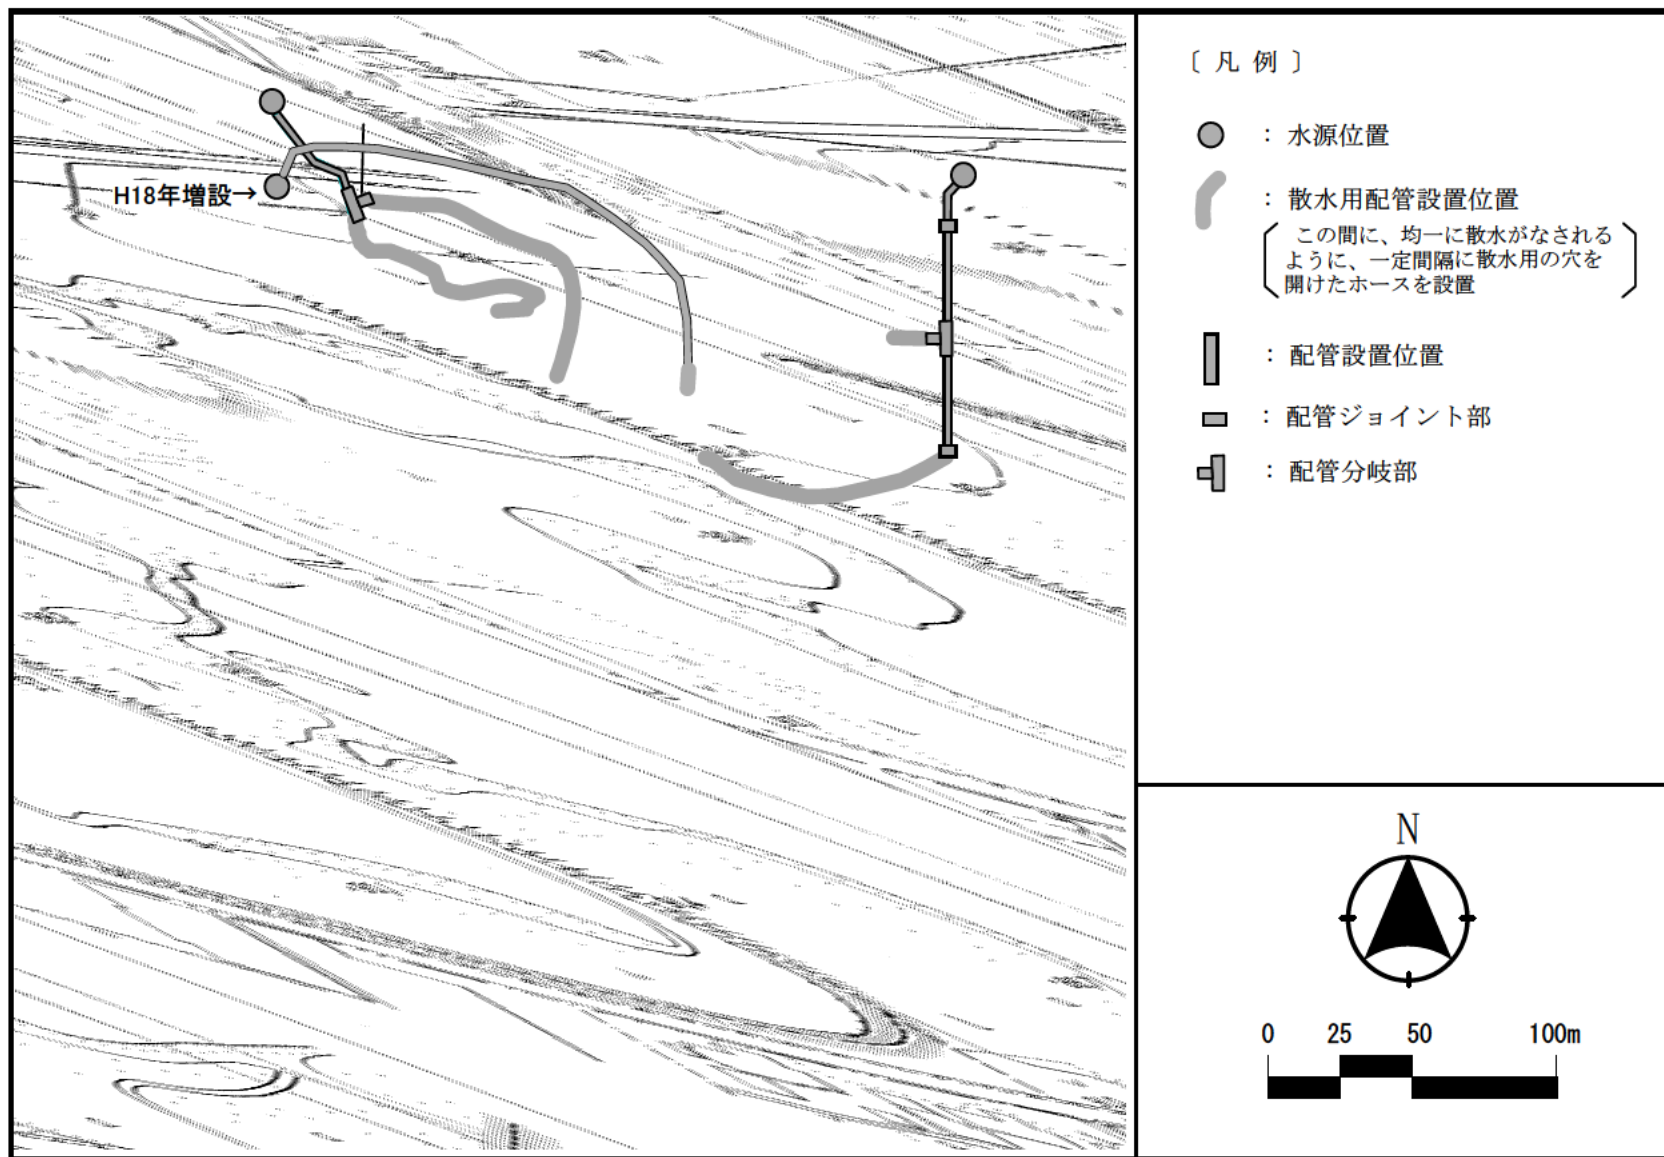 H18年増設→
〔 凡 例 〕
： 水源位置
： 散水用配管設置位置
この間に、均一に散水がなされる
ように、一定間隔に散水用の穴を
開けたホースを設置
： 配管設置位置
： 配管ジョイント部
： 配管分岐部
N
0 25 50 100m